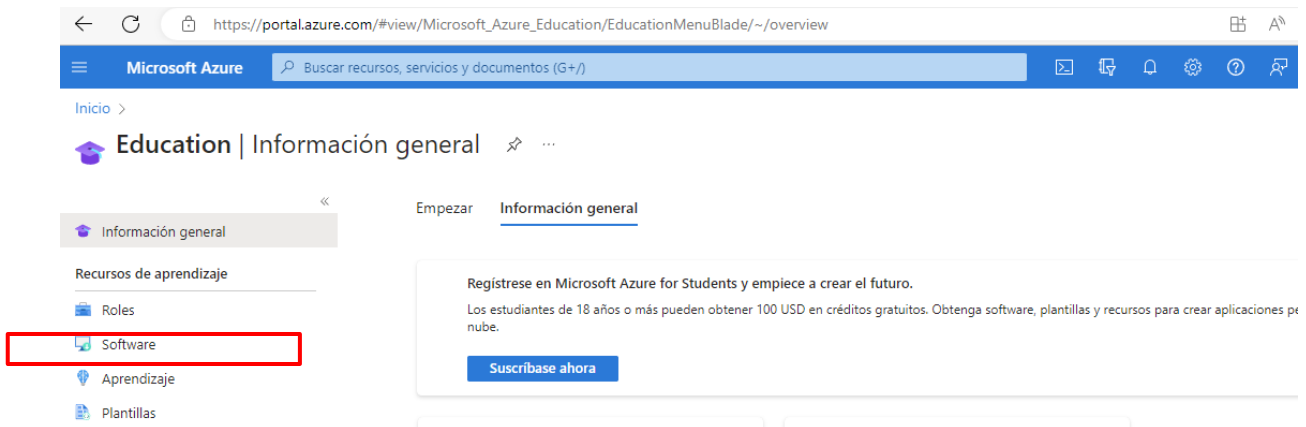 https://portal.azure.com/#view/Microsoft_Azure_Education/EducationMenuBlade/~/overview
Microsoft Azure
Buscar recursos, servicios y documentos (G+/)
Inicio >
Education | Información general
Información general
Recursos de aprendizaje
Roles
Software
Aprendizaje
Plantillas
Empezar Información general
Regístrese en Microsoft Azure for Students y empiece a crear el futuro.
Los estudiantes de 18 años o más pueden obtener 100 USD en créditos gratuitos. Obtenga software, plantillas y recursos para crear aplicaciones
nube.
Suscríbase ahora